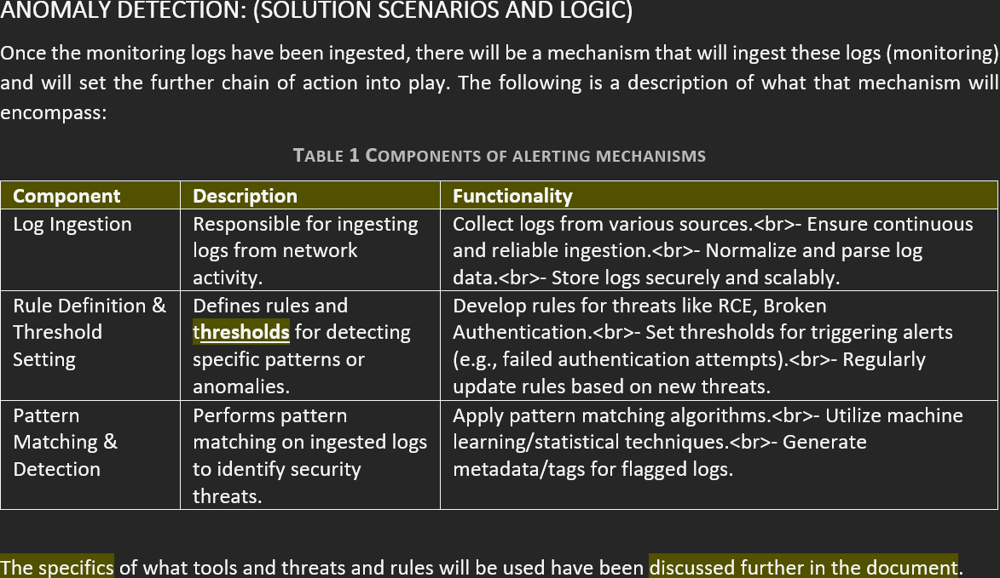 ANOMALY DETECTION: (SOLUTION SCENARIOS AND LOGIC)
Once the monitoring logs have been ingested, there will be a mechanism that will ingest these logs (monitoring)
and will set the further chain of action into play. The following is a description of what that mechanism will
encompass:
TABLE 1 COMPONENTS OF ALERTING MECHANISMS
Component Description Functionality
Log Ingestion
Responsible for ingesting
logs from network
activity.
Collect logs from various sources.<br>- Ensure continuous
and reliable ingestion.<br>- Normalize and parse log
data.<br>- Store logs securely and scalably.
Rule Definition &
Threshold
Setting
Defines rules and
thresholds for detecting
specific patterns or
anomalies.
Develop rules for threats like RCE, Broken
Authentication.<br>- Set thresholds for triggering alerts
(e.g., failed authentication attempts).<br>- Regularly
update rules based on new threats.
Pattern
Matching &
Detection
Performs pattern
matching on ingested logs
to identify security
threats.
Apply pattern matching algorithms.<br>- Utilize machine
learning/statistical techniques.<br>- Generate
metadata/tags for flagged logs.
The specifics of what tools and threats and rules will be used have been discussed further in the document.